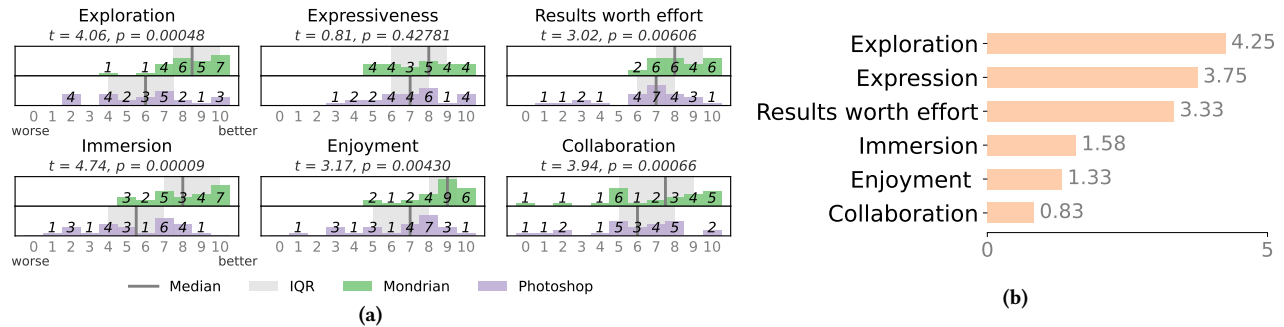 Exploration
t = 4.06, p = 0.00048
1 1 4 6 5 7
4 4 2 3 5 2 1 3
0 1 2 3 4 5 6 7 8 9 10
worse better
Expressiveness
t = 0.81, p = 0.42781
4 4 3 5 4 4
1 2 2 4 4 6 1 4
0 1 2 3 4 5 6 7 8 9 10
Results worth effort
t = 3.02, p = 0.00606
2 6 6 4 6
1 1 2 1 4 7 4 3 1
0 1 2 3 4 5 6 7 8 9 10
Immersion
t = 4.74, p = 0.00009
3 2 5 3 4 7
1 3 1 4 3 1 6 4 1
0 1 2 3 4 5 6 7 8 9 10
worse better
Enjoyment
t = 3.17, p = 0.00430
2 1 2 4 9 6
1 3 1 3 1 4 7 3 1
0 1 2 3 4 5 6 7 8 9 10
Collaboration
t = 3.94, p = 0.00066
1 1 1 6 1 2 3 4 5
1 1 2 1 5 3 4 5 2
0 1 2 3 4 5 6 7 8 9 10
Median IQR Mondrian Photoshop
(a)
Exploration 4.25
Expression 3.75
Results worth effort 3.33
Immersion 1.58
Enjoyment 1.33
Collaboration 0.83
0 5
(b)